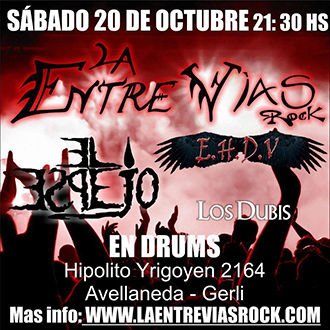 SÁBADO 20 DE OCTUBRE 21: 30 HS
LA
ENTRE VIAS
ROCK
EL
ESPEJO
E.H.D.V
LOS DUBIS
EN DRUMS
Hipolito Yrigoyen 2164
Avellaneda - Gerli
Mas info: WWW.LAENTREVIASROCK.COM